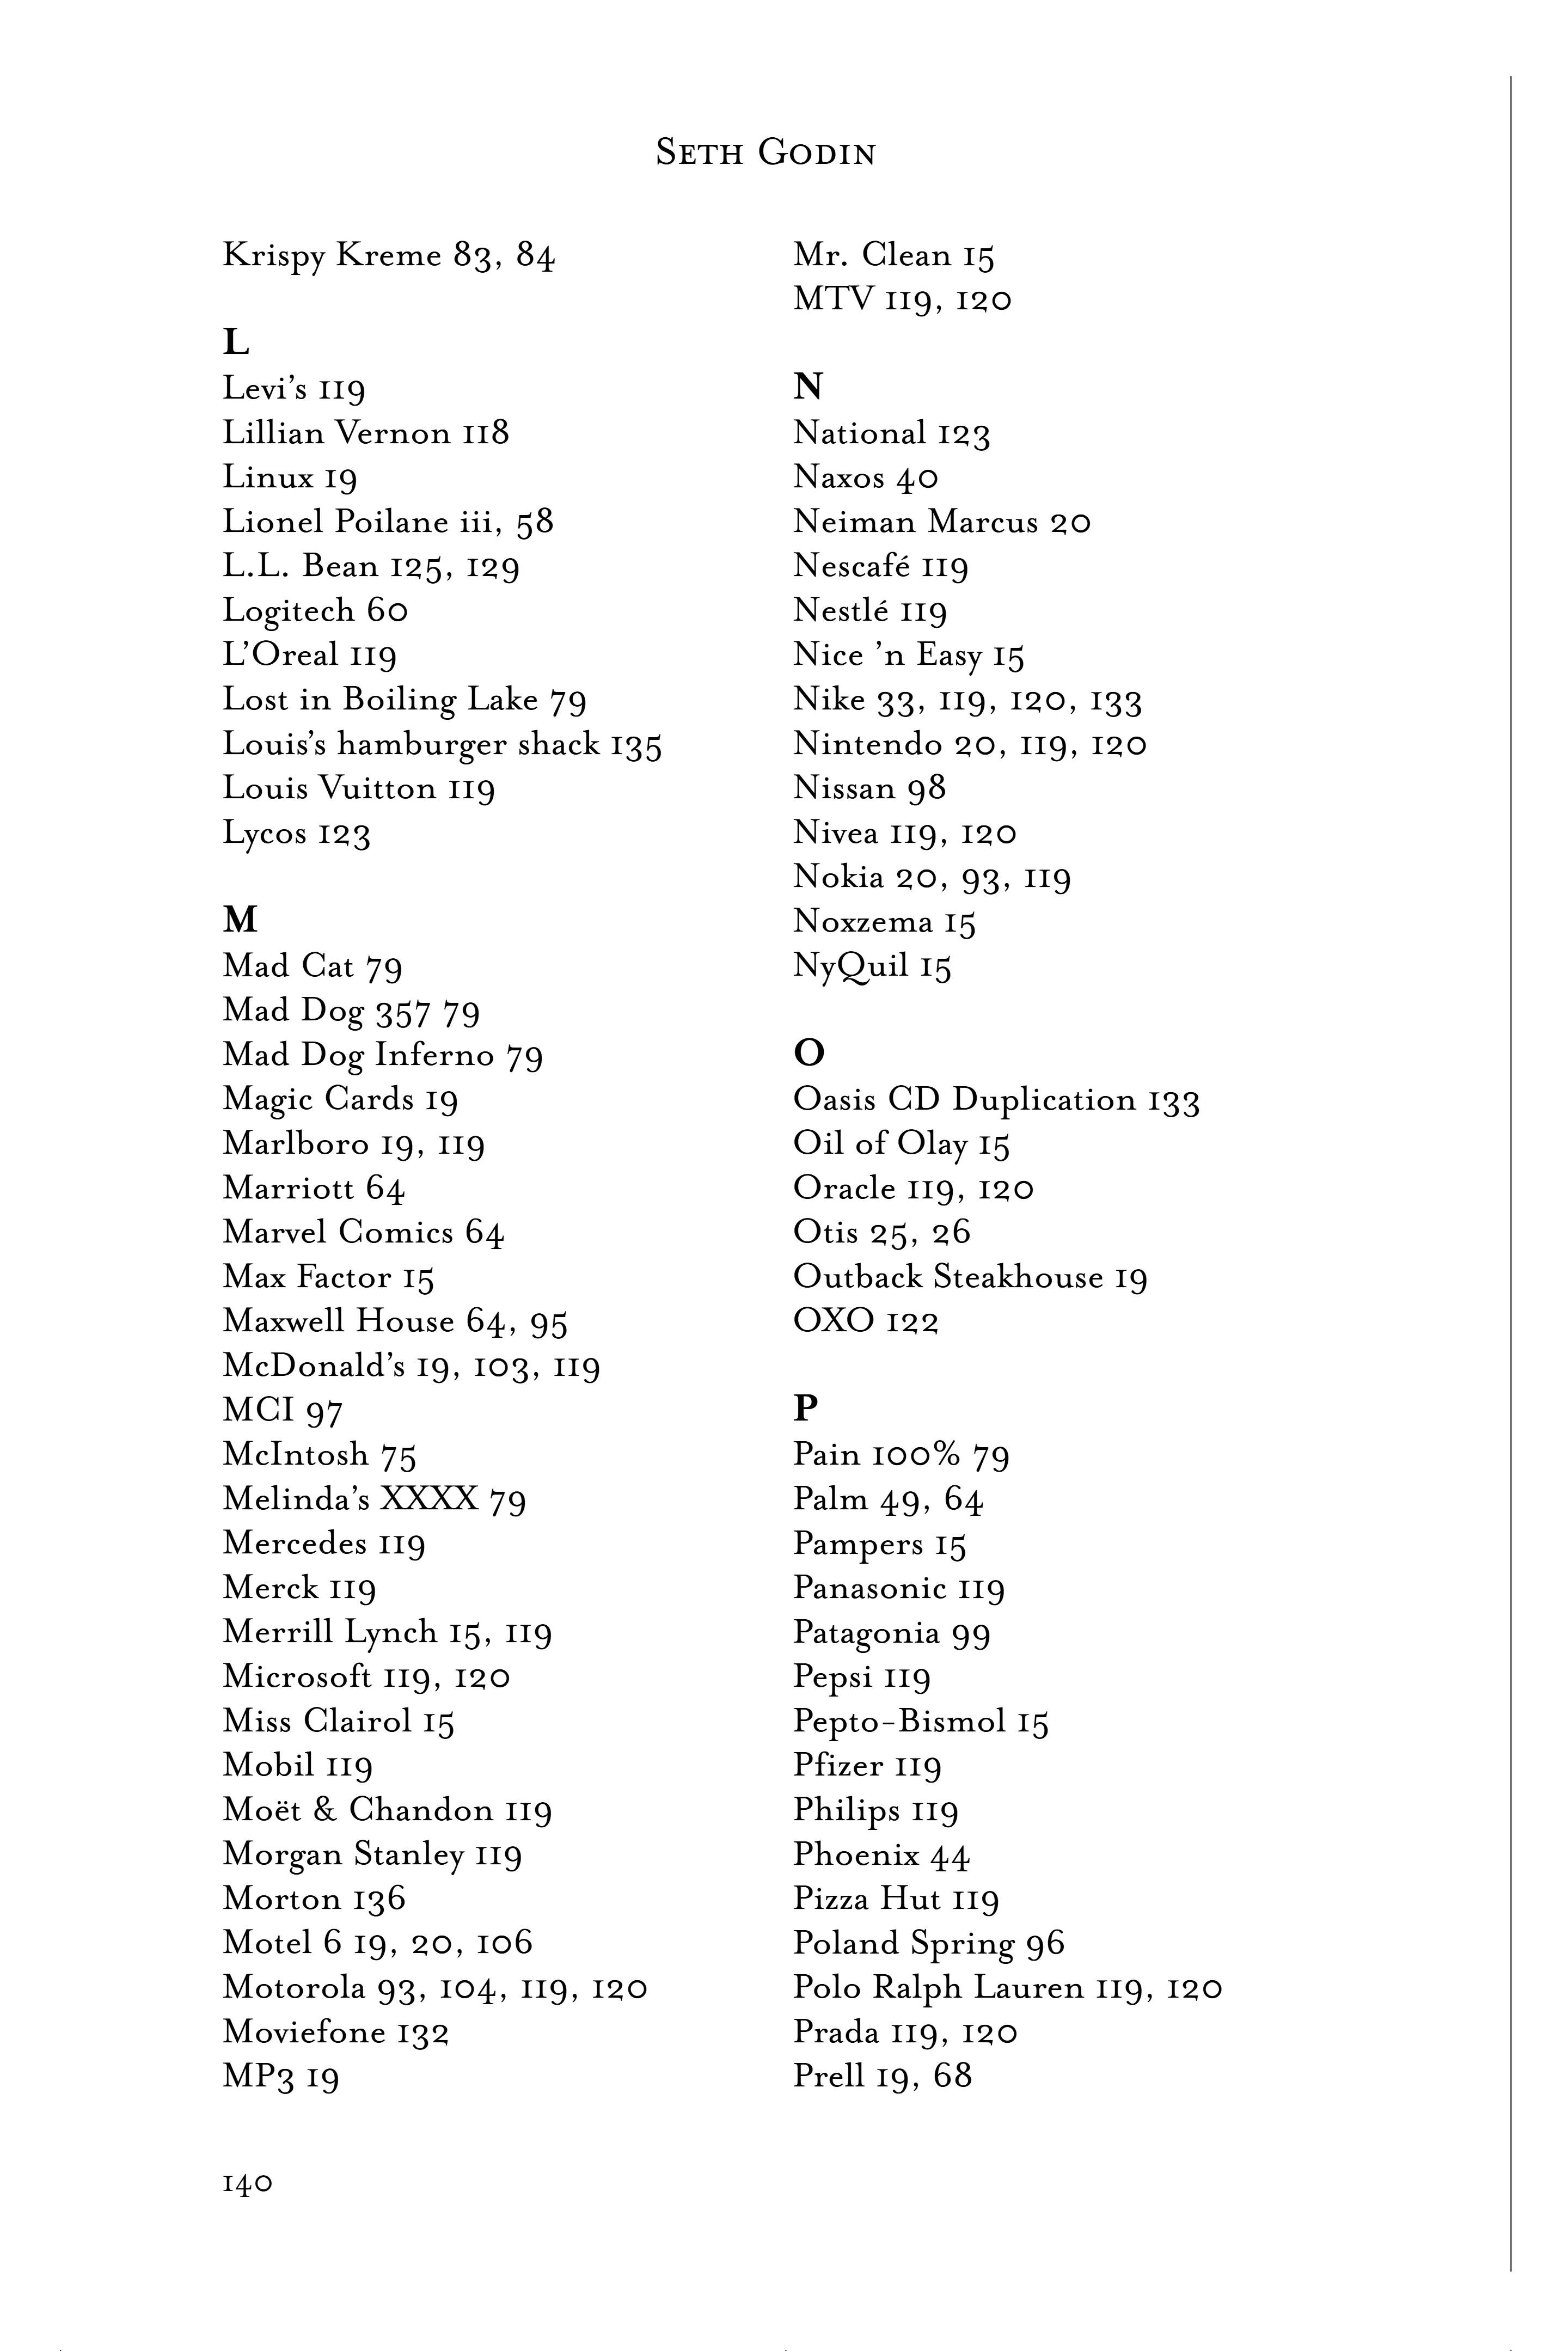 Seth Godin
Krispy Kreme 83, 84
L
Levi’s 119
Lillian Vernon 118
Linux 19
Lionel Poilane iii, 58
L.L. Bean 125, 129
Logitech 60
L’Oreal 119
Lost in Boiling Lake 79
Louis’s hamburger shack 135
Louis Vuitton 119
Lycos 123
M
Mad Cat 79
Mad Dog 357 79
Mad Dog Inferno 79
Magic Cards 19
Marlboro 19, 119
Marriott 64
Marvel Comics 64
Max Factor 15
Maxwell House 64, 95
McDonald’s 19, 103, 119
MCI 97
McIntosh 75
Melinda’s XXXX 79
Mercedes 119
Merck 119
Merrill Lynch 15, 119
Microsoft 119, 120
Miss Clairol 15
Mobil 119
Moët & Chandon 119
Morgan Stanley 119
Morton 136
Motel 6 19, 20, 106
Motorola 93, 104, 119, 120
Moviefone 132
MP3 19
Mr. Clean 15
MTV 119, 120
N
National 123
Naxos 40
Neiman Marcus 20
Nescafé 119
Nestlé 119
Nice ’n Easy 15
Nike 33, 119, 120, 133
Nintendo 20, 119, 120
Nissan 98
Nivea 119, 120
Nokia 20, 93, 119
Noxzema 15
NyQuil 15
O
Oasis CD Duplication 133
Oil of Olay 15
Oracle 119, 120
Otis 25, 26
Outback Steakhouse 19
OXO 122
P
Pain 100% 79
Palm 49, 64
Pampers 15
Panasonic 119
Patagonia 99
Pepsi 119
Pepto-Bismol 15
Pfizer 119
Philips 119
Phoenix 44
Pizza Hut 119
Poland Spring 96
Polo Ralph Lauren 119, 120
Prada 119, 120
Prell 19, 68
140